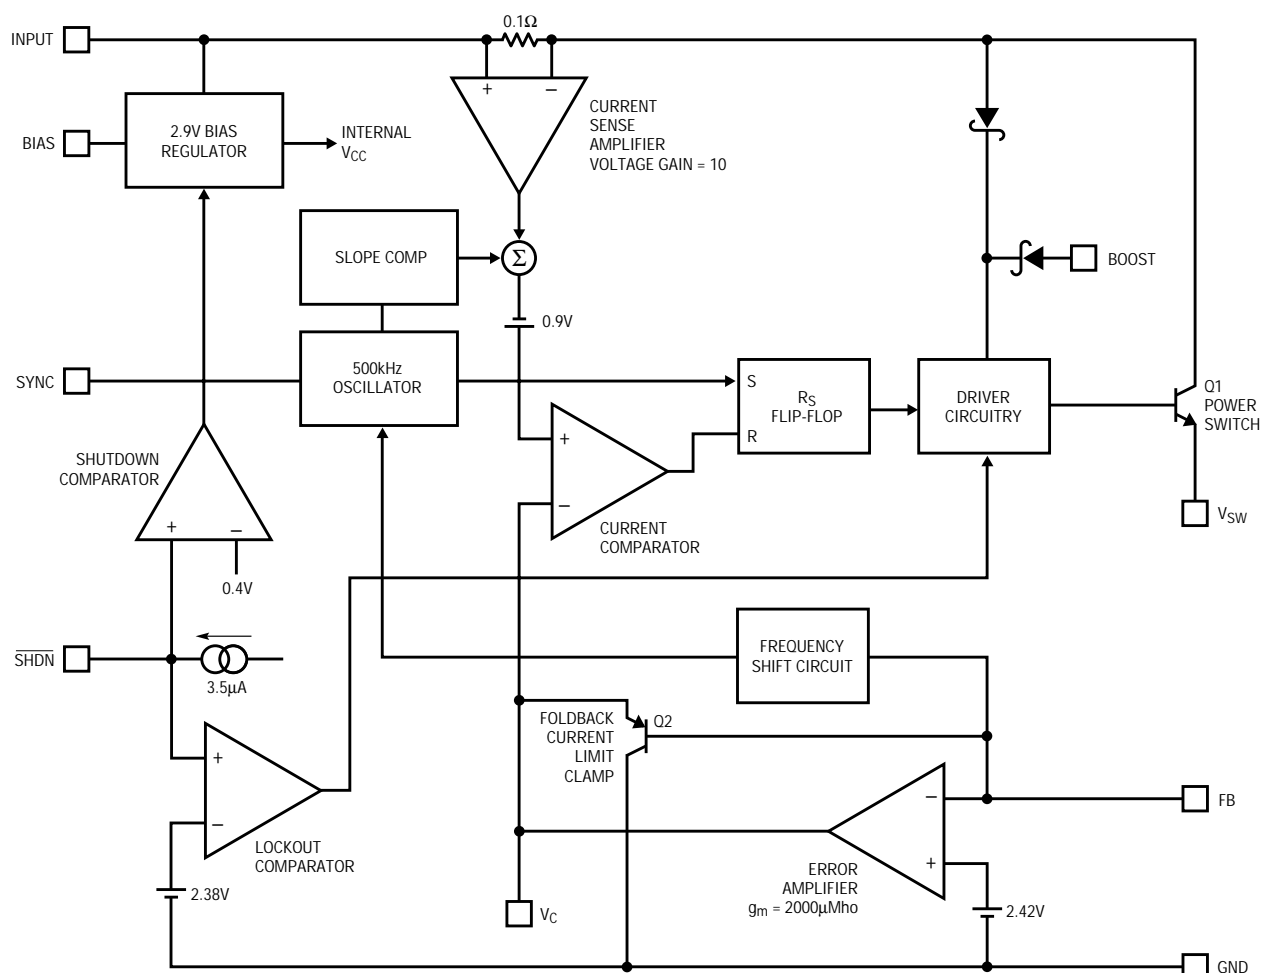 0.1Ω
INPUT
+
–
CURRENT
SENSE
AMPLIFIER
VOLTAGE GAIN = 10
2.9V BIAS
REGULATOR
BIAS
INTERNAL
VCC
SLOPE COMP
Σ
BOOST
0.9V
500kHz
OSCILLATOR
SYNC
S
R
RS
FLIP-FLOP
DRIVER
CIRCUITRY
Q1
POWER
SWITCH
SHUTDOWN
COMPARATOR
+
–
0.4V
+
–
CURRENT
COMPARATOR
VSW
SHDN
3.5µA
FREQUENCY
SHIFT CIRCUIT
FOLDBACK
CURRENT
LIMIT
CLAMP
Q2
+
–
LOCKOUT
COMPARATOR
2.38V
–
+
FB
ERROR
AMPLIFIER
gm = 2000µMho
2.42V
VC
GND